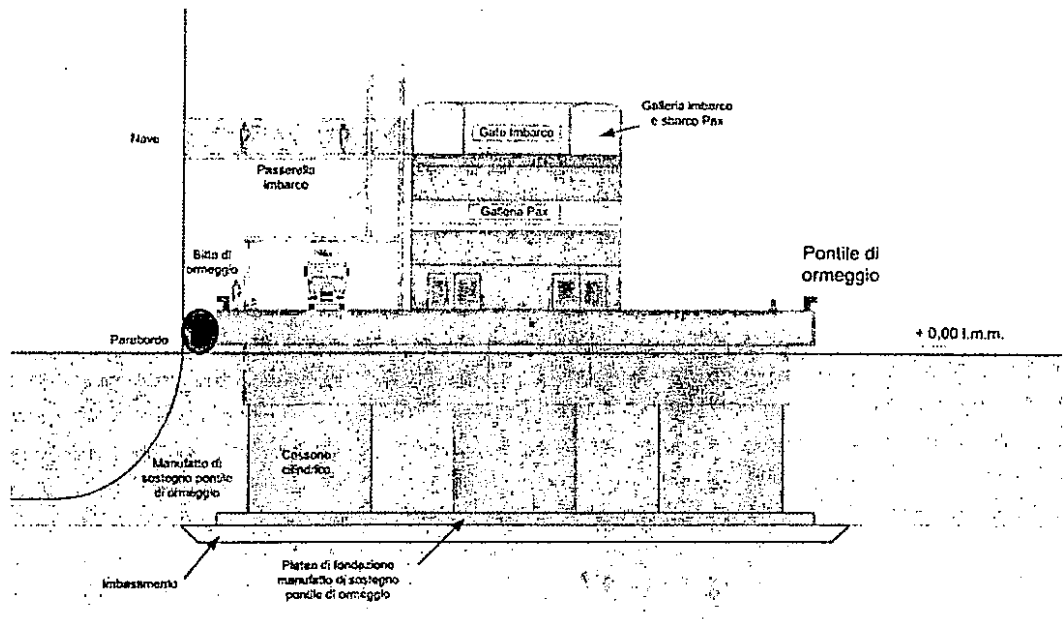 Galleria imbarco
e sbarco Pax
Nave
Gate Imbarco
Passerella
imbarco
Galleria Pax
Bitta di
ormeggio
Pontile di
ormeggio
Parabordo
+ 0,00 l.m.m.
Manufatto di
sostegno pontile
di ormeggio
Cassone
cilindrico
Imbasamento
Platea di fondazione
manufatto di sostegno
pontile di ormeggio